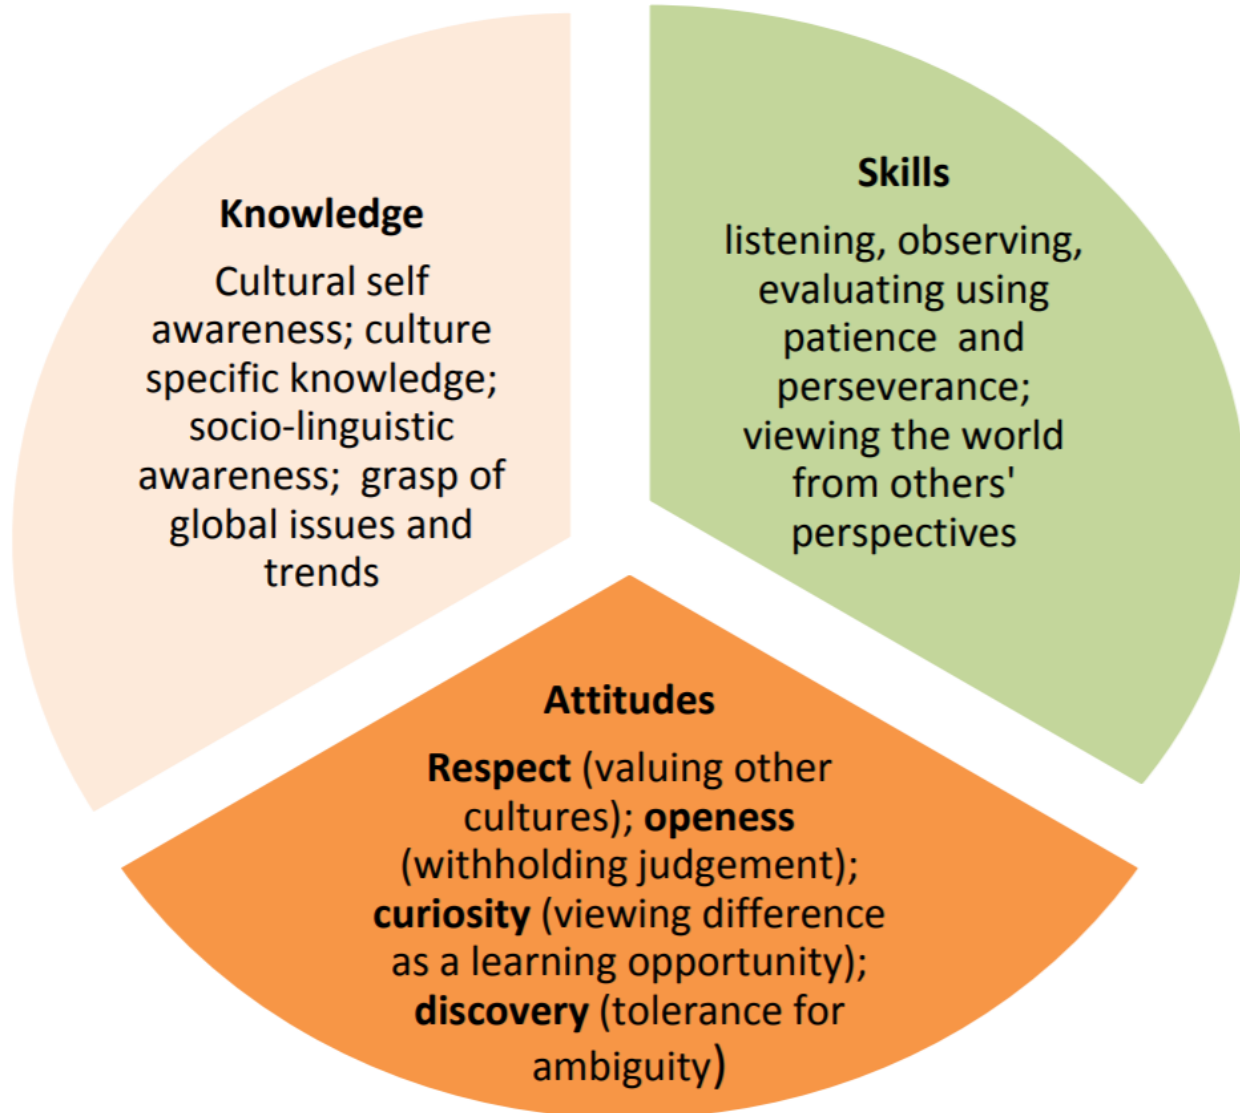 Knowledge
Cultural self
awareness; culture
specific knowledge;
socio-linguistic
awareness;  grasp of
global issues and
trends
Skills
listening, observing,
evaluating using
patience  and
perseverance;
viewing the world
from others'
perspectives
Attitudes
Respect (valuing other
cultures); openess
(withholding judgement);
curiosity (viewing difference
as a learning opportunity);
discovery (tolerance for
ambiguity)